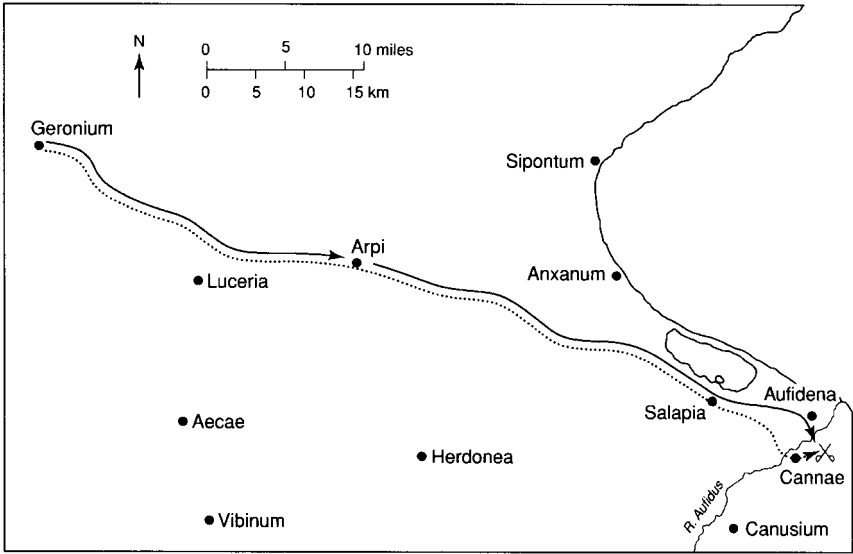 N
0 5 10 miles
0 5 10 15 km
Geronium
Sipontum
Arpi
Anxanum
Luceria
Aufidena
Salapia
Aecae
Herdonea
Cannae
R. Aufidus
Vibinum
Canusium